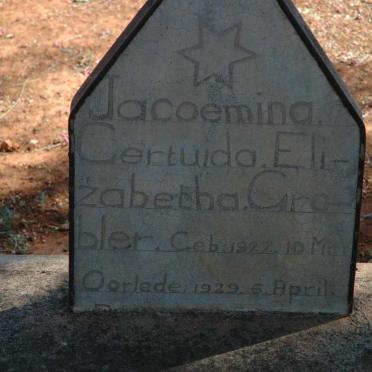 Jacoemina.
Certuida. Eli-
zabetha. Gro
bler. Geb. 1922. 10 Mei
Oorlede. 1929. 6. April.